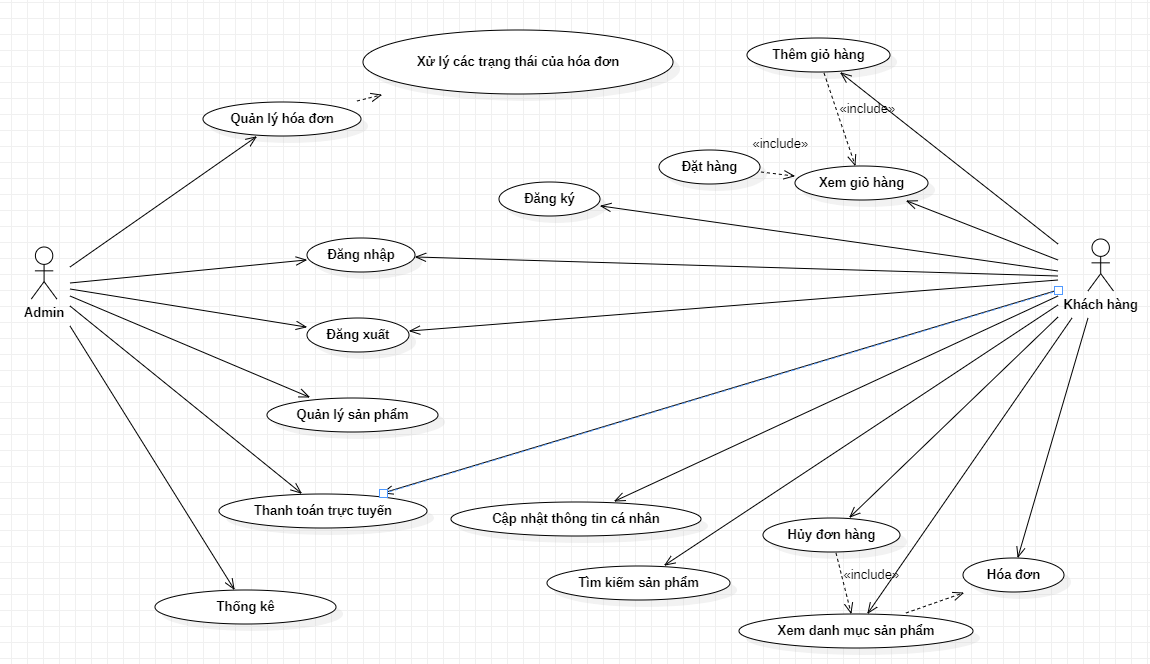 Xử lý các trạng thái của hóa đơn
Thêm giỏ hàng
«include»
Quản lý hóa đơn
«include»
Đặt hàng
Xem giỏ hàng
Đăng ký
Đăng nhập
Admin
Khách hàng
Đăng xuất
Quản lý sản phẩm
Thanh toán trực tuyến
Cập nhật thông tin cá nhân
Hủy đơn hàng
«include»
Hóa đơn
Tìm kiếm sản phẩm
Thống kê
Xem danh mục sản phẩm